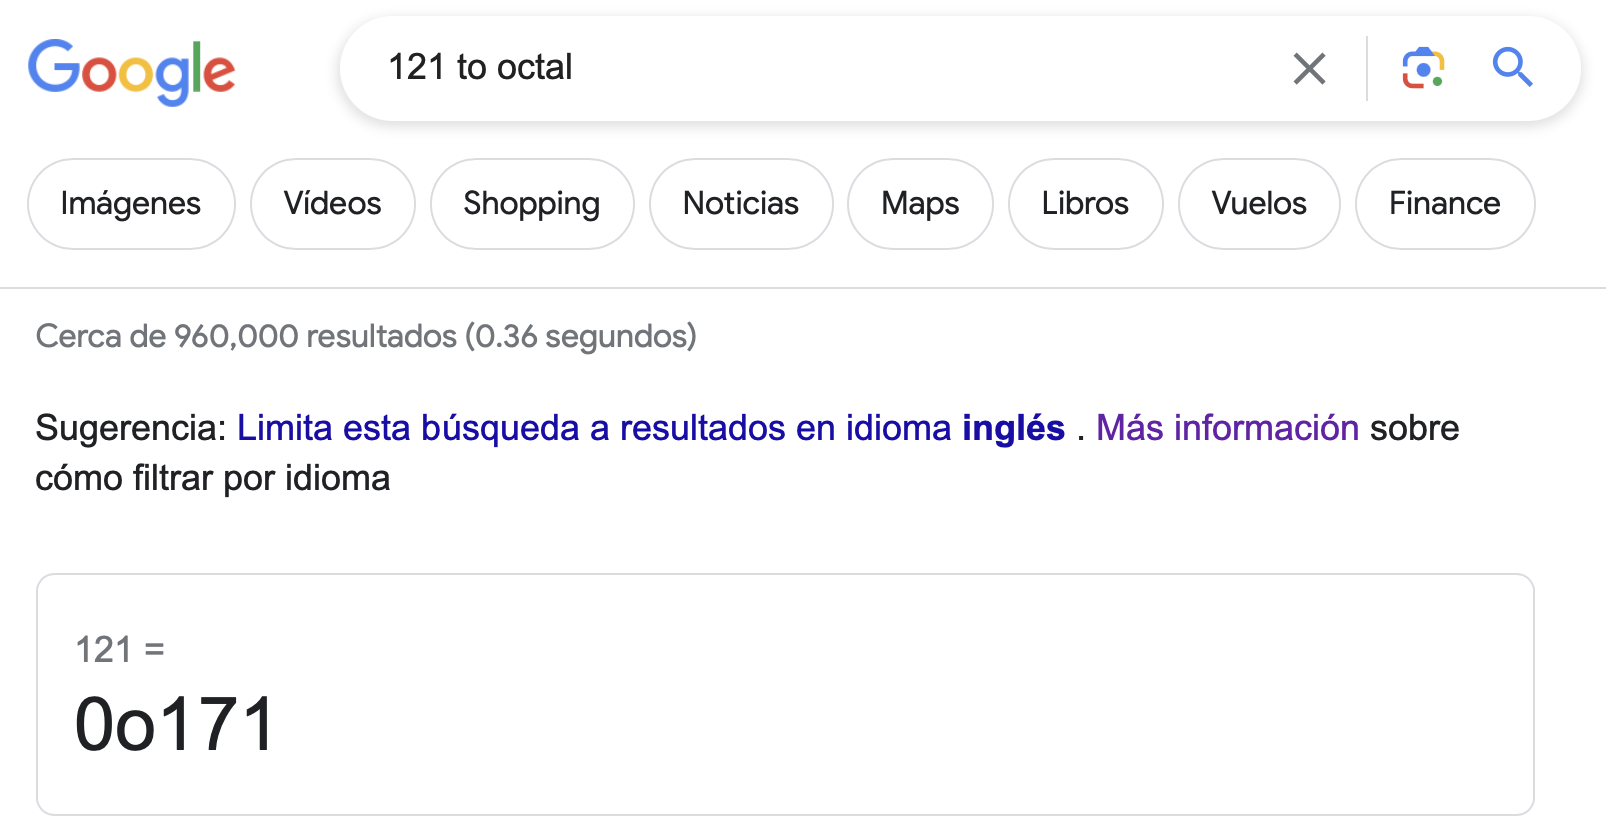 Google
121 to octal
Imágenes Vídeos Shopping Noticias Maps Libros Vuelos Finance
Cerca de 960,000 resultados (0.36 segundos)
Sugerencia: Limita esta búsqueda a resultados en idioma inglés . Más información sobre
cómo filtrar por idioma
121 =
0o171